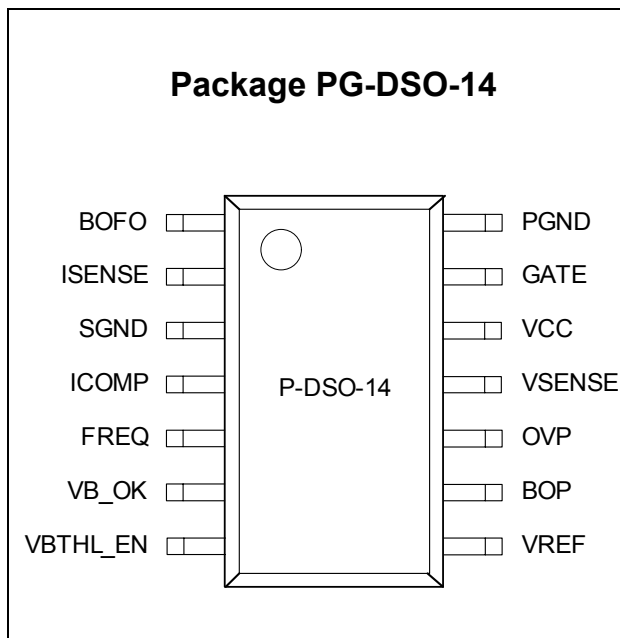 Package PG-DSO-14
BOFO PGND
ISENSE GATE
SGND VCC
ICOMP P-DSO-14 VSENSE
FREQ OVP
VB_OK BOP
VBTHL_EN VREF